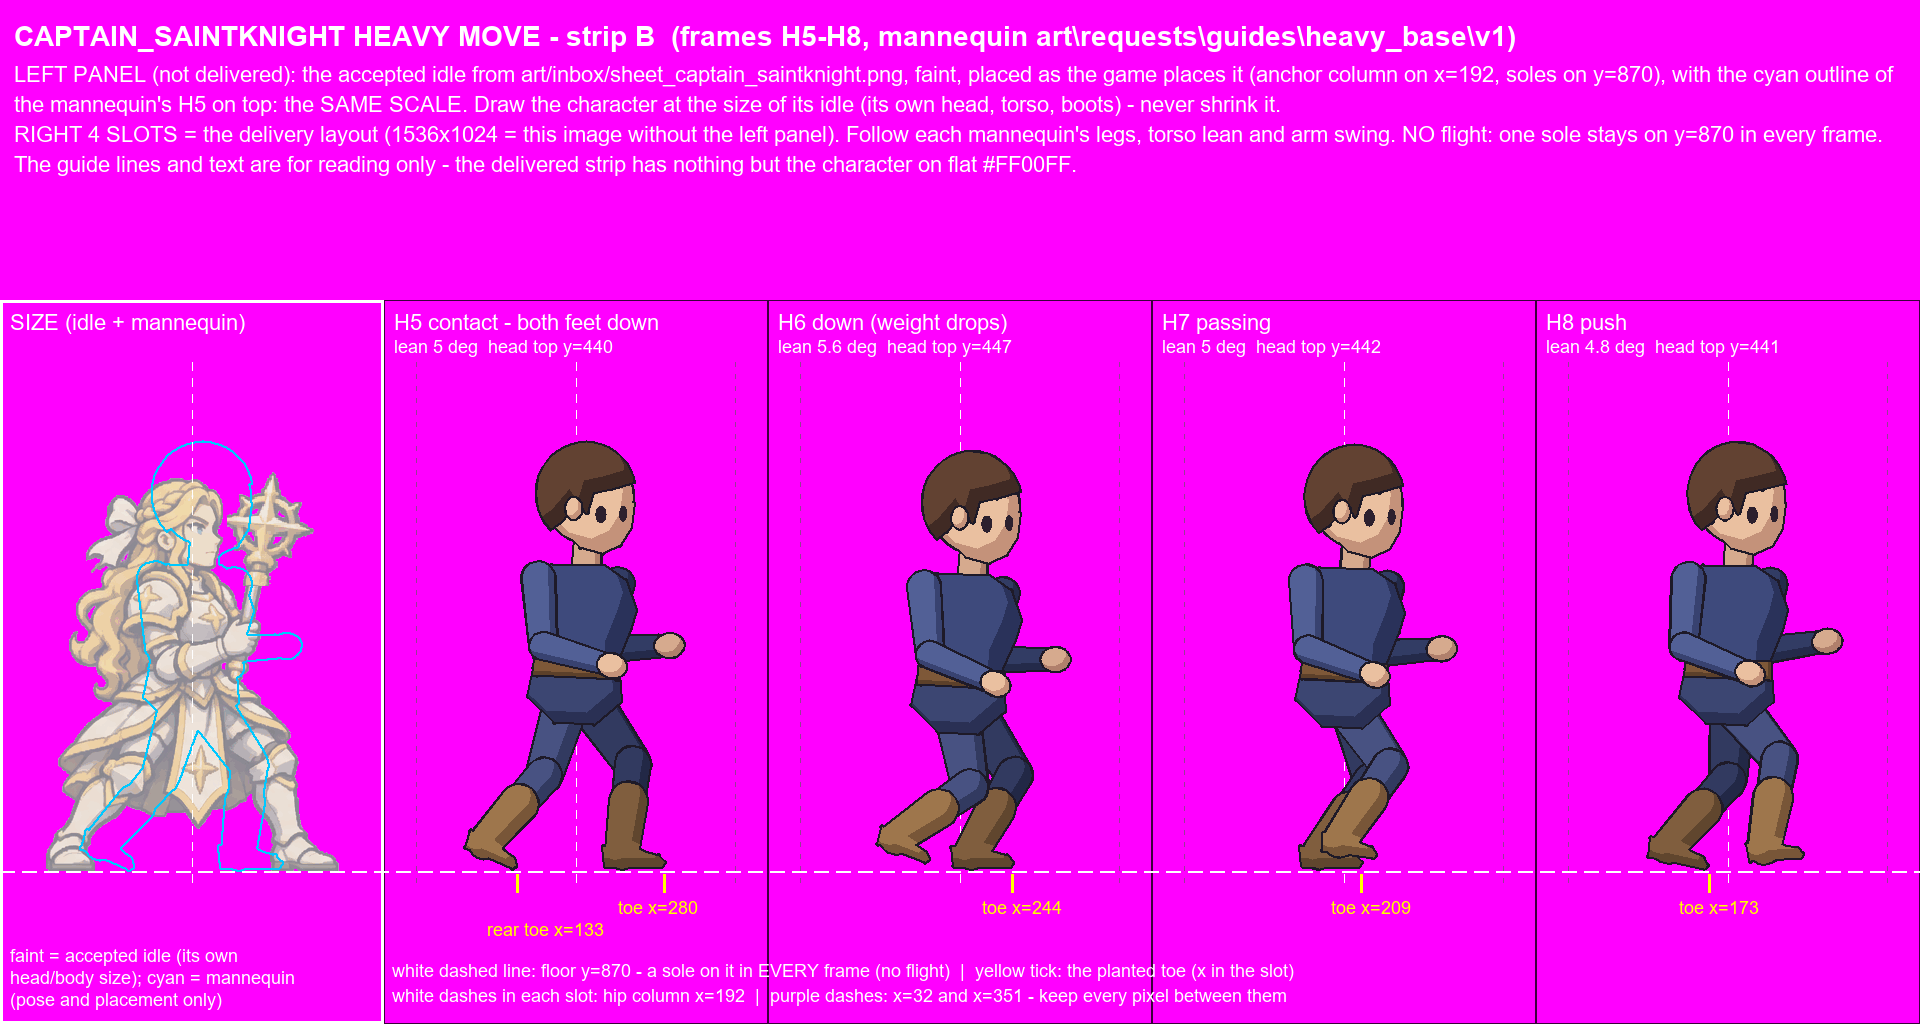 CAPTAIN_SAINTKNIGHT HEAVY MOVE - strip B  (frames H5-H8, mannequin art\requests\guides\heavy_base\v1)
LEFT PANEL (not delivered): the accepted idle from art/inbox/sheet_captain_saintknight.png, faint, placed as the game places it (anchor column on x=192, soles on y=870), with the cyan outline of
the mannequin's H5 on top: the SAME SCALE. Draw the character at the size of its idle (its own head, torso, boots) - never shrink it.
RIGHT 4 SLOTS = the delivery layout (1536x1024 = this image without the left panel). Follow each mannequin's legs, torso lean and arm swing. NO flight: one sole stays on y=870 in every frame.
The guide lines and text are for reading only - the delivered strip has nothing but the character on flat #FF00FF.
SIZE (idle + mannequin)
H5 contact - both feet down
lean 5 deg  head top y=440
H6 down (weight drops)
lean 5.6 deg  head top y=447
H7 passing
lean 5 deg  head top y=442
H8 push
lean 4.8 deg  head top y=441
toe x=280
rear toe x=133
toe x=244
toe x=209
toe x=173
faint = accepted idle (its own
head/body size); cyan = mannequin
(pose and placement only)
white dashed line: floor y=870 - a sole on it in EVERY frame (no flight)  |  yellow tick: the planted toe (x in the slot)
white dashes in each slot: hip column x=192  |  purple dashes: x=32 and x=351 - keep every pixel between them